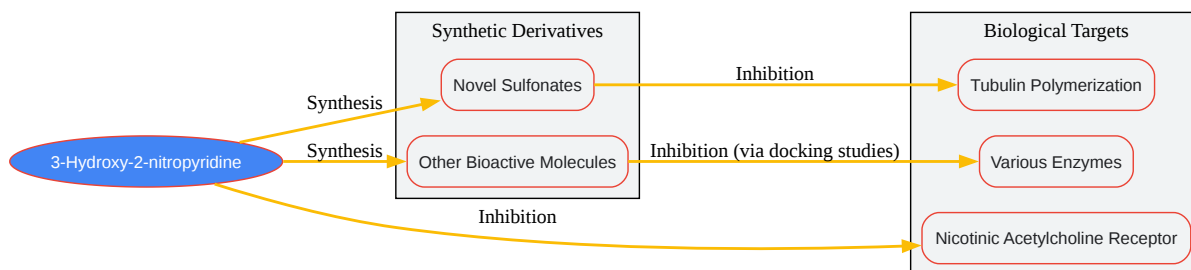 Synthetic Derivatives
Biological Targets
Novel Sulfonates
Inhibition
Tubulin Polymerization
Synthesis
3-Hydroxy-2-nitropyridine
Synthesis
Other Bioactive Molecules
Inhibition (via docking studies)
Various Enzymes
Inhibition
Nicotinic Acetylcholine Receptor